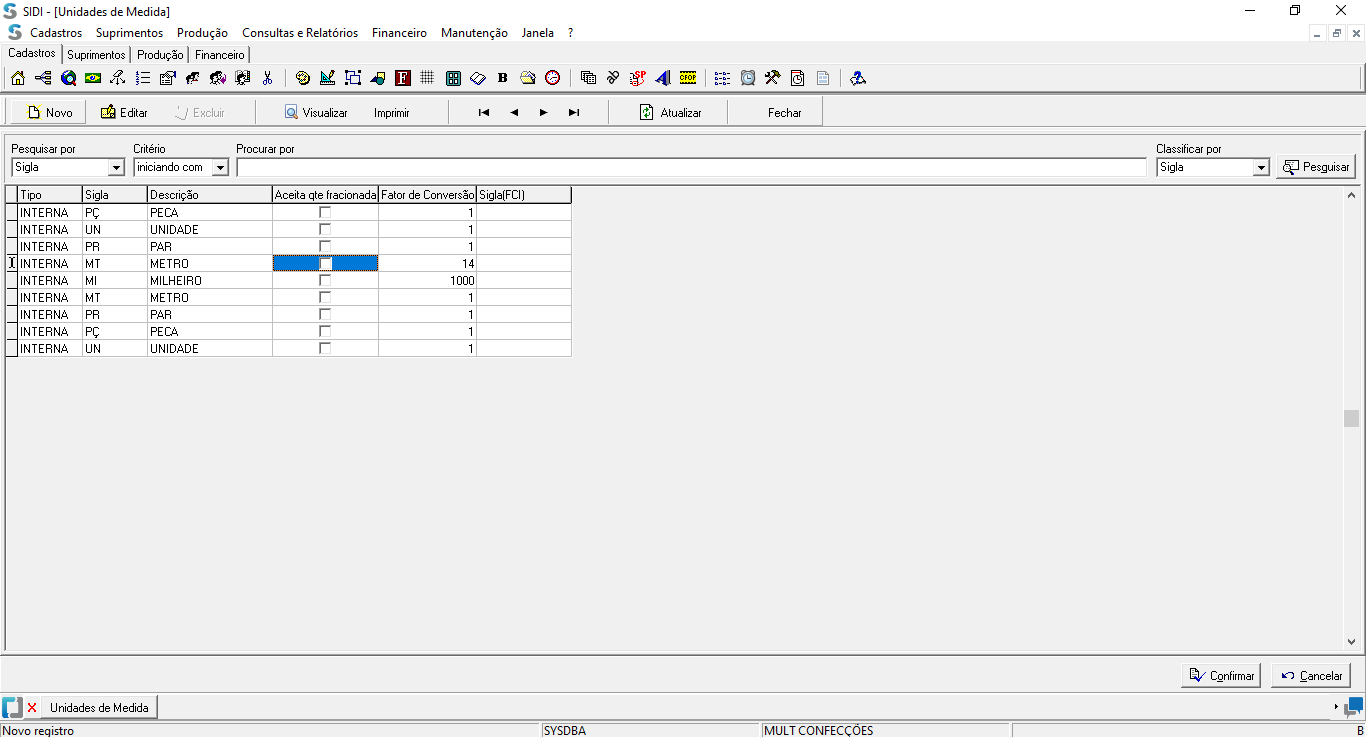 SIDI - [Unidades de Medida]
Cadastros Suprimentos Produção Consultas e Relatórios Financeiro Manutenção Janela ?
Cadastros Suprimentos Produção Financeiro
F B SP CFOP
Novo Editar Excluir Visualizar Imprimir Atualizar Fechar
Pesquisar por Critério Procurar por Classificar por
Sigla iniciando com Sigla Pesquisar
Tipo Sigla Descrição Aceita qte fracionada Fator de Conversão Sigla(FCI)
INTERNA PÇ PECA 1
INTERNA UN UNIDADE 1
INTERNA PR PAR 1
INTERNA MT METRO 14
INTERNA MI MILHEIRO 1000
INTERNA MT METRO 1
INTERNA PR PAR 1
INTERNA PÇ PECA 1
INTERNA UN UNIDADE 1
Confirmar Cancelar
Unidades de Medida
Novo registro SYSDBA MULT CONFECÇÕES B